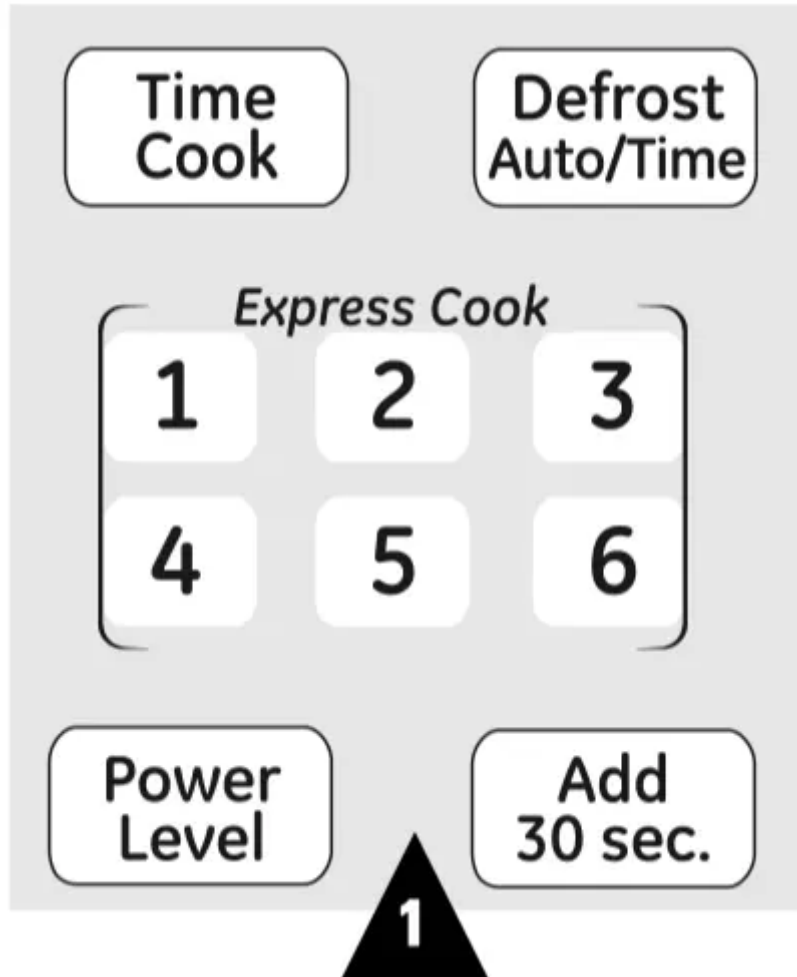 Time
Cook
Defrost
Auto/Time
Express Cook
1 2 3
4 5 6
Power
Level
Add
30 sec.
1